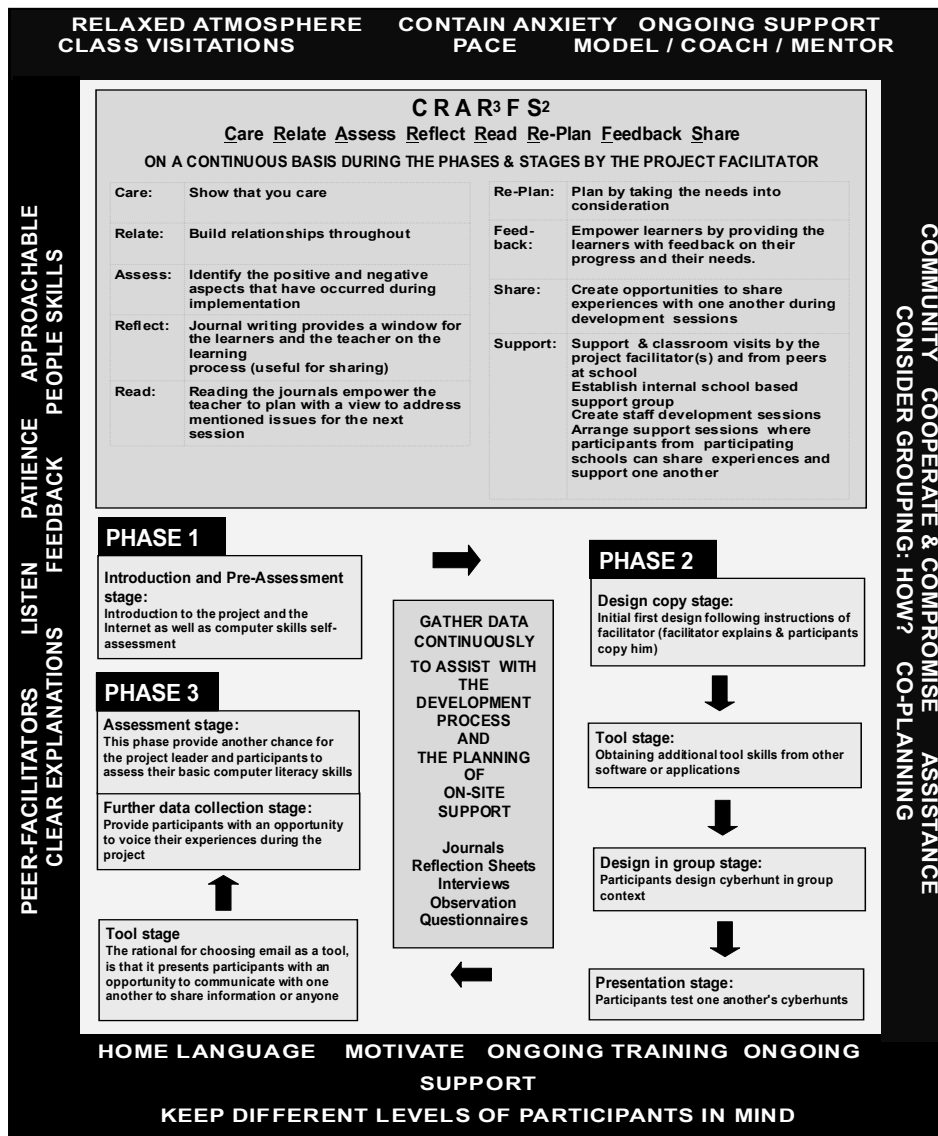 RELAXED ATMOSPHERE CONTAIN ANXIETY ONGOING SUPPORT
CLASS VISITATIONS PACE MODEL / COACH / MENTOR
PEER-FACILITATORS LISTEN PATIENCE APPROACHABLE
CLEAR EXPLANATIONS FEEDBACK PEOPLE SKILLS
C R A R³ F S²
Care Relate Assess Reflect Read Re-Plan Feedback Share
ON A CONTINUOUS BASIS DURING THE PHASES & STAGES BY THE PROJECT FACILITATOR
Care: Show that you care
Relate: Build relationships throughout
Assess: Identify the positive and negative
aspects that have occurred during
implementation
Reflect: Journal writing provides a window for
the learners and the teacher on the
learning
process (useful for sharing)
Read: Reading the journals empower the
teacher to plan with a view to address
mentioned issues for the next
session
Re-Plan: Plan by taking the needs into
consideration
Feed- Empower learners by providing the
back: learners with feedback on their
progress and their needs.
Share: Create opportunities to share
experiences with one another during
development sessions
Support: Support & classroom visits by the
project facilitator(s) and from peers
at school
Establish internal school based
support group
Create staff development sessions
Arrange support sessions where
participants from participating
schools can share experiences and
support one another
PHASE 1
Introduction and Pre-Assessment
stage:
Introduction to the project and the
Internet as well as computer skills self-
assessment
PHASE 3
Assessment stage:
This phase provide another chance for
the project leader and participants to
assess their basic computer literacy skills
Further data collection stage:
Provide participants with an opportunity
to voice their experiences during the
project
Tool stage
The rational for choosing email as a tool,
is that it presents participants with an
opportunity to communicate with one
another to share information or anyone
GATHER DATA
CONTINUOUSLY
TO ASSIST WITH
THE
DEVELOPMENT
PROCESS
AND
THE PLANNING
OF
ON-SITE
SUPPORT
Journals
Reflection Sheets
Interviews
Observation
Questionnaires
PHASE 2
Design copy stage:
Initial first design following instructions of
facilitator (facilitator explains & participants
copy him)
Tool stage:
Obtaining additional tool skills from other
software or applications
Design in group stage:
Participants design cyberhunt in group
context
Presentation stage:
Participants test one another's cyberhunts
COMMUNITY COOPERATE & COMPROMISE ASSISTANCE
CONSIDER GROUPING: HOW? CO-PLANNING
HOME LANGUAGE MOTIVATE ONGOING TRAINING ONGOING
SUPPORT
KEEP DIFFERENT LEVELS OF PARTICIPANTS IN MIND